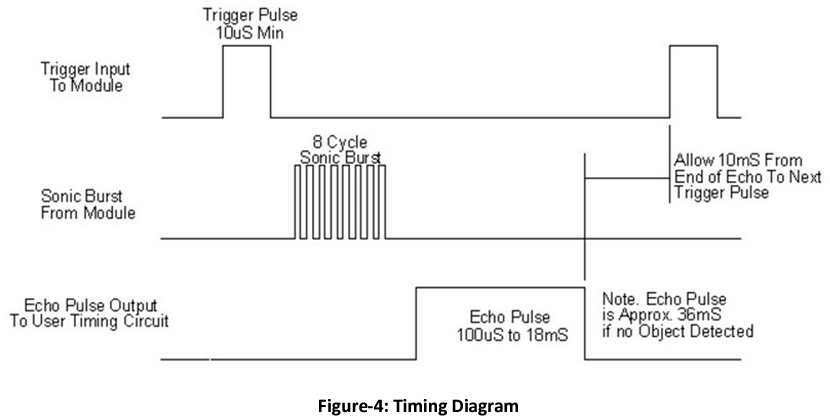 Trigger Pulse
10uS Min
Trigger Input
To Module
8 Cycle
Sonic Burst
Allow 10mS From
End of Echo To Next
Trigger Pulse
Sonic Burst
From Module
Echo Pulse Output
To User Timing Circuit
Echo Pulse
100uS to 18mS
Note. Echo Pulse
is Approx. 36mS
if no Object Detected
Figure-4: Timing Diagram